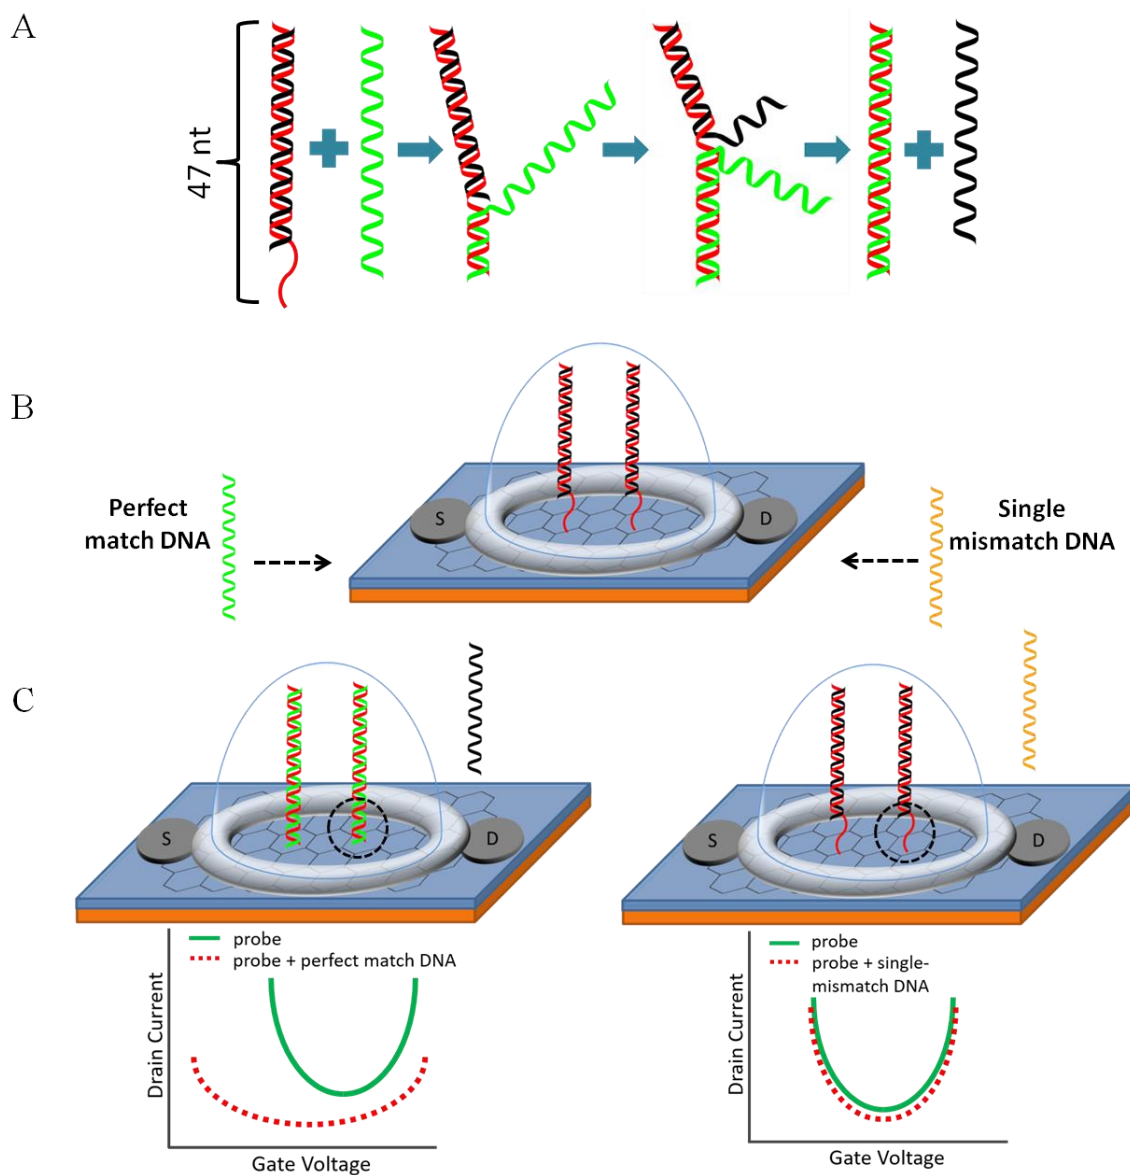 A
47 nt
B
Perfect
match DNA
S
D
Single
mismatch DNA
C
S
D
S
D
probe
probe + perfect match DNA
Drain Current
Gate Voltage
probe
probe + single-
mismatch DNA
Drain Current
Gate Voltage